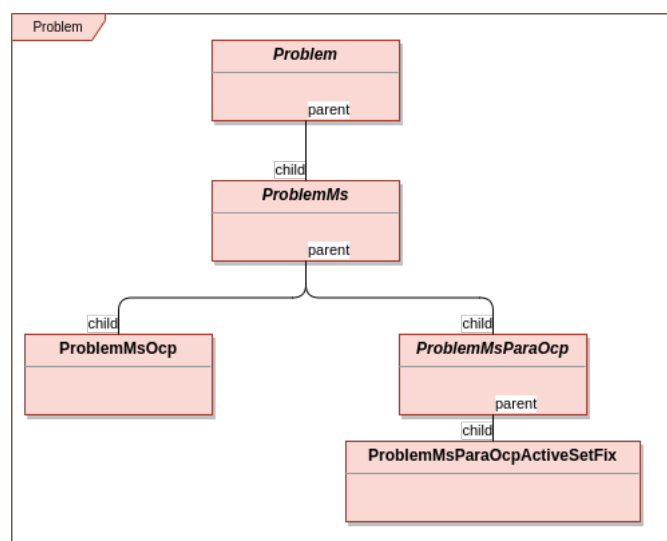 Problem
Problem
parent
child
ProblemMs
parent
child
child
ProblemMsOcp
ProblemMsParaOcp
parent
child
ProblemMsParaOcpActiveSetFix